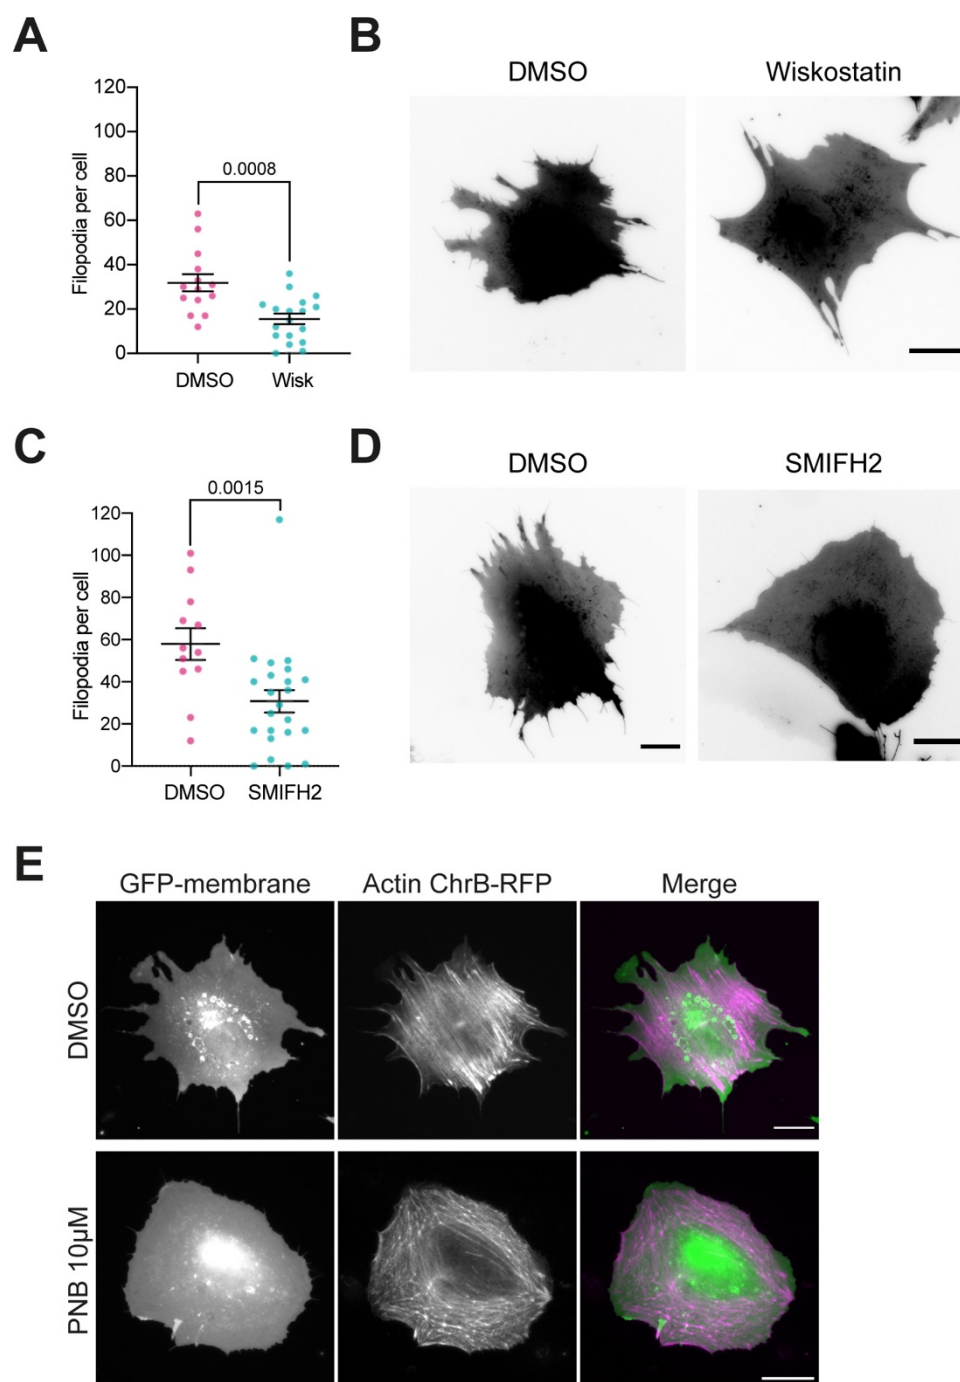 A
B
DMSO
Wiskostatin
120
100
80
60
40
20
0
Filopodia per cell
0.0008
DMSO
Wisk
C
D
DMSO
SMIFH2
0.0015
120
100
80
60
40
20
0
Filopodia per cell
DMSO
SMIFH2
E
GFP-membrane
Actin ChrB-RFP
Merge
DMSO
PNB 10µM